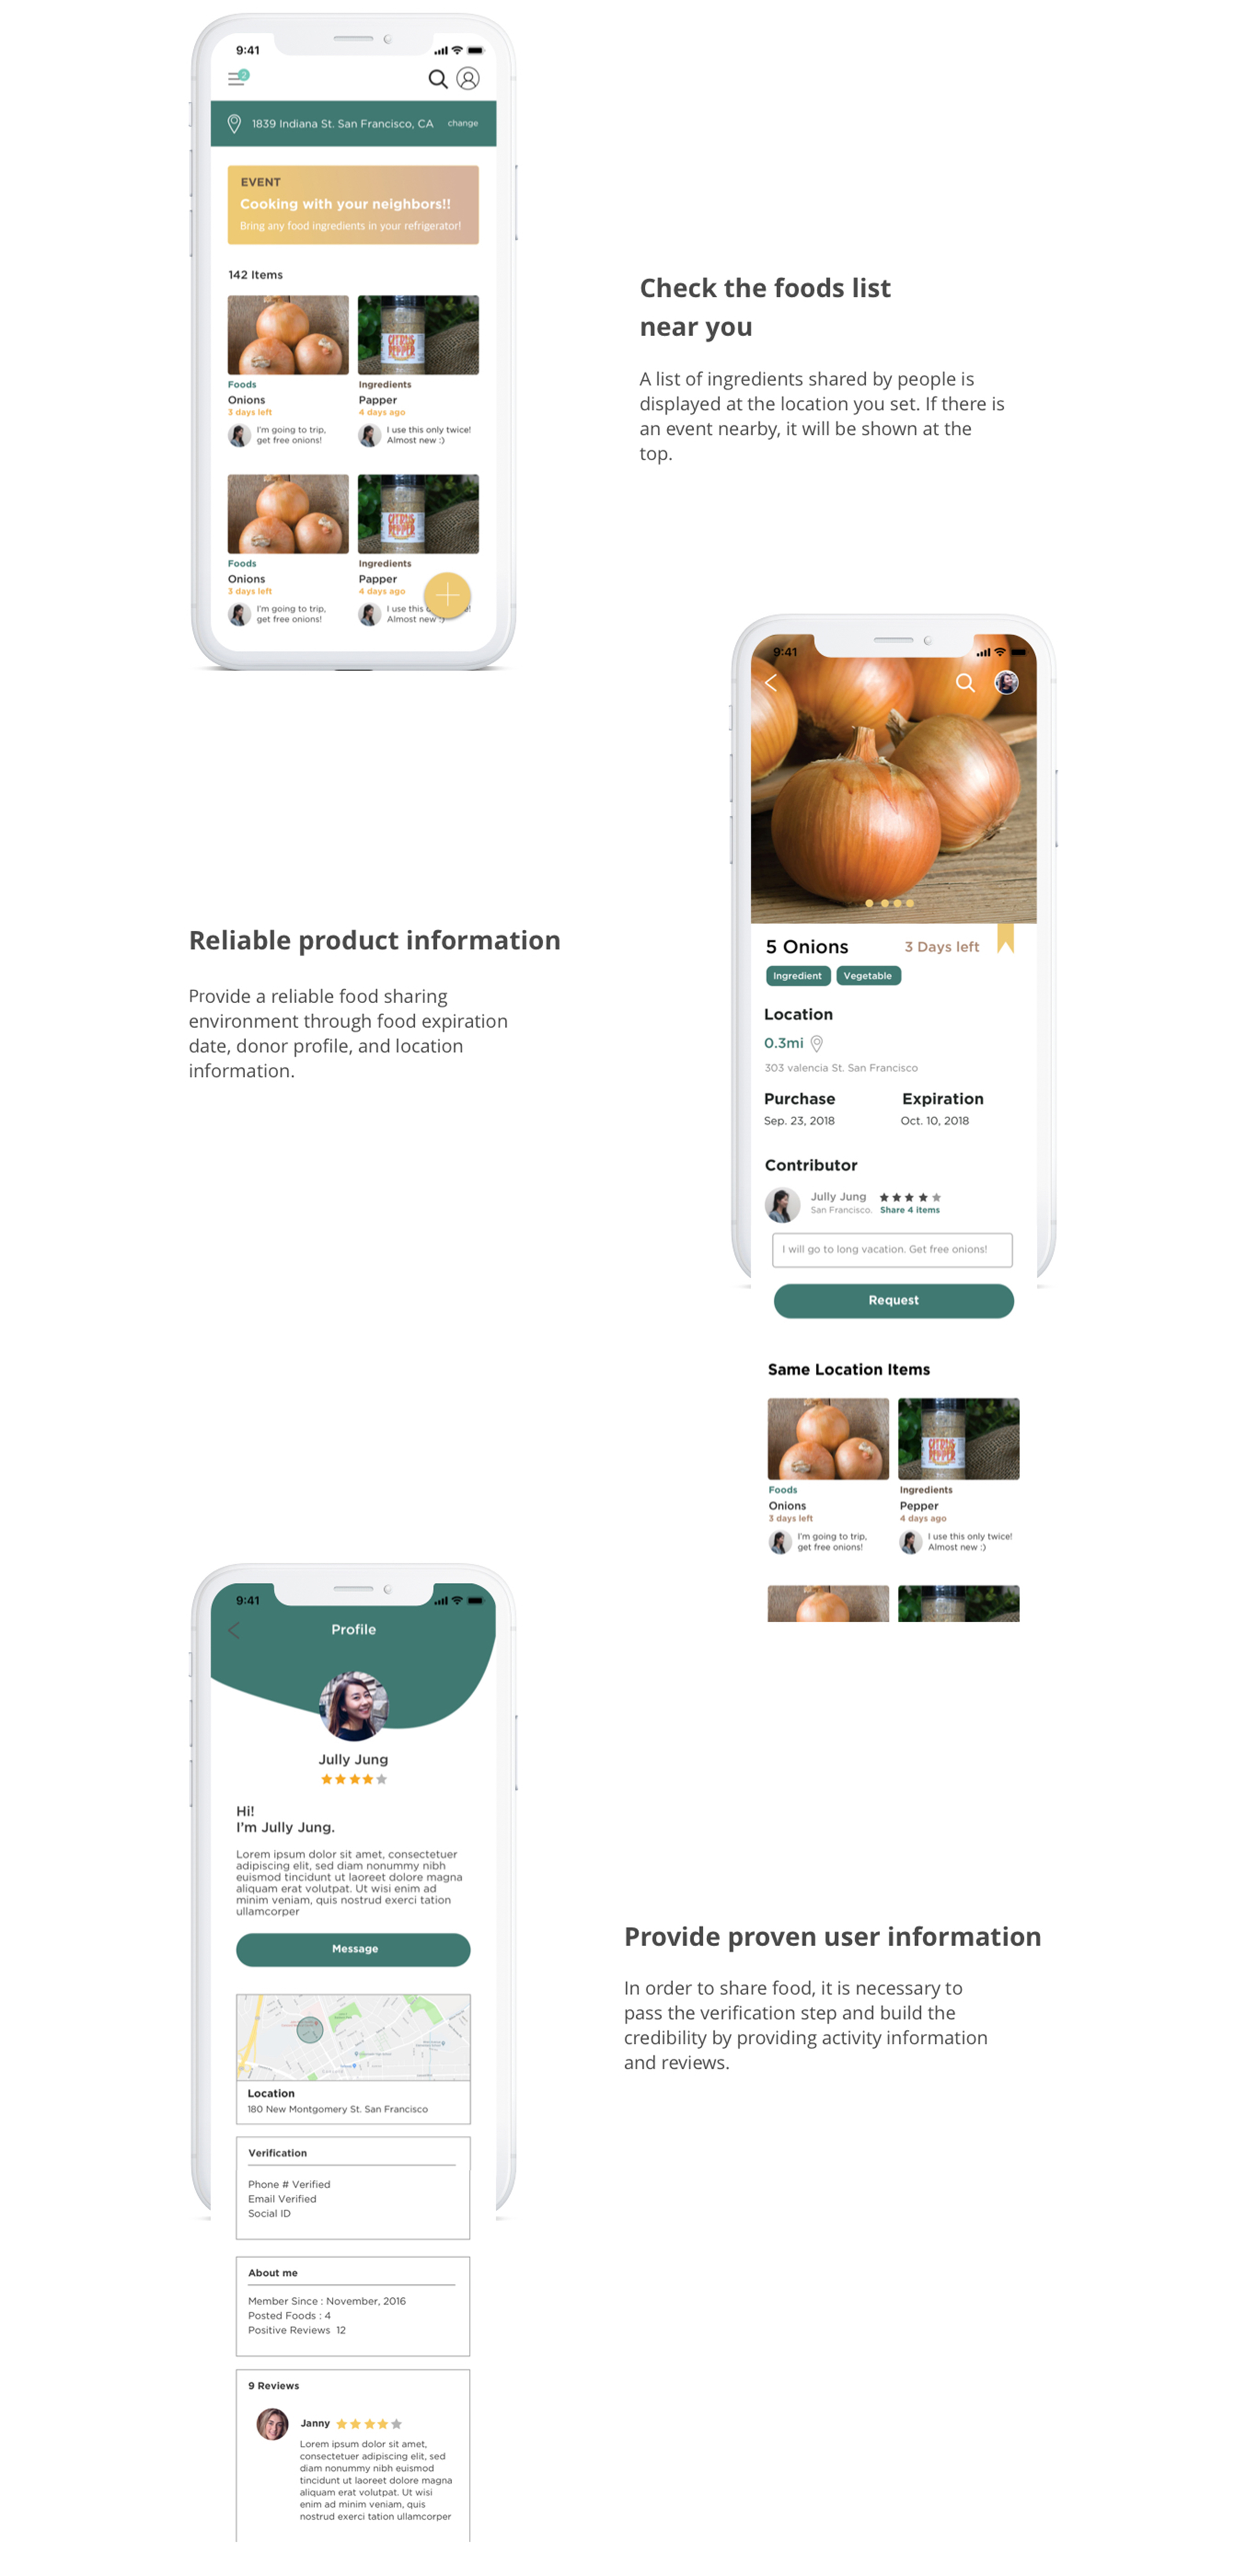 9:41
2
1839 Indiana St. San Francisco, CA change
EVENT
Cooking with your neighbors!!
Bring any food ingredients in your refrigerator!
142 Items
CITRUS
PEPPER
Foods
Onions
3 days left
I'm going to trip,
get free onions!
Ingredients
Papper
4 days ago
I use this only twice!
Almost new :)
CITRUS
PEPPER
Foods
Onions
3 days left
I'm going to trip,
get free onions!
Ingredients
Papper
4 days ago
I use this
Almost new :)
Check the foods list
near you
A list of ingredients shared by people is
displayed at the location you set. If there is
an event nearby, it will be shown at the
top.
9:41
5 Onions 3 Days left
Ingredient Vegetable
Location
0.3mi
303 valencia St. San Francisco
Purchase Expiration
Sep. 23, 2018 Oct. 10, 2018
Contributor
Jully Jung
San Francisco. Share 4 items
I will go to long vacation. Get free onions!
Request
Same Location Items
CITRUS
PEPPER
Foods
Onions
3 days left
I'm going to trip,
get free onions!
Ingredients
Pepper
4 days ago
I use this only twice!
Almost new :)
Reliable product information
Provide a reliable food sharing
environment through food expiration
date, donor profile, and location
information.
9:41
Profile
Jully Jung
Hi!
I'm Jully Jung.
Lorem ipsum dolor sit amet, consectetuer
adipiscing elit, sed diam nonummy nibh
euismod tincidunt ut laoreet dolore magna
aliquam erat volutpat. Ut wisi enim ad
minim veniam, quis nostrud exerci tation
ullamcorper
Message
Location
180 New Montgomery St. San Francisco
Verification
Phone # Verified
Email Verified
Social ID
About me
Member Since : November, 2016
Posted Foods : 4
Positive Reviews 12
9 Reviews
Janny
Lorem ipsum dolor sit amet,
consectetuer adipiscing elit, sed
diam nonummy nibh euismod
tincidunt ut laoreet dolore magna
aliquam erat volutpat. Ut wisi
enim ad minim veniam, quis
nostrud exerci tation ullamcorper
Provide proven user information
In order to share food, it is necessary to
pass the verification step and build the
credibility by providing activity information
and reviews.